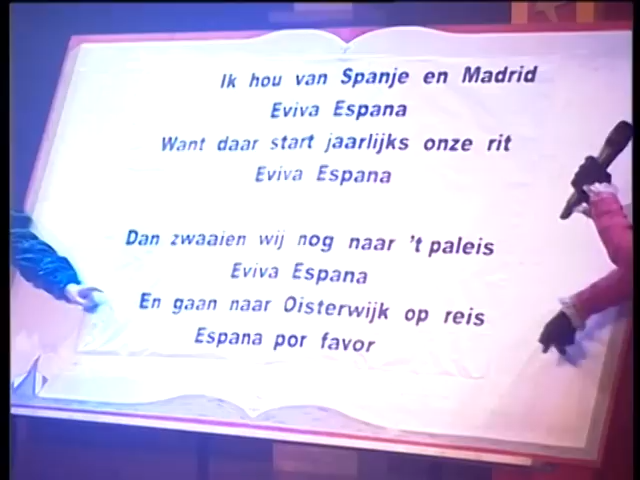 Ik hou van Spanje en Madrid
Eviva Espana
Want daar start jaarlijks onze rit
Eviva Espana
Dan zwaaien wij nog naar 't paleis
Eviva Espana
En gaan naar Oisterwijk op reis
Espana por favor